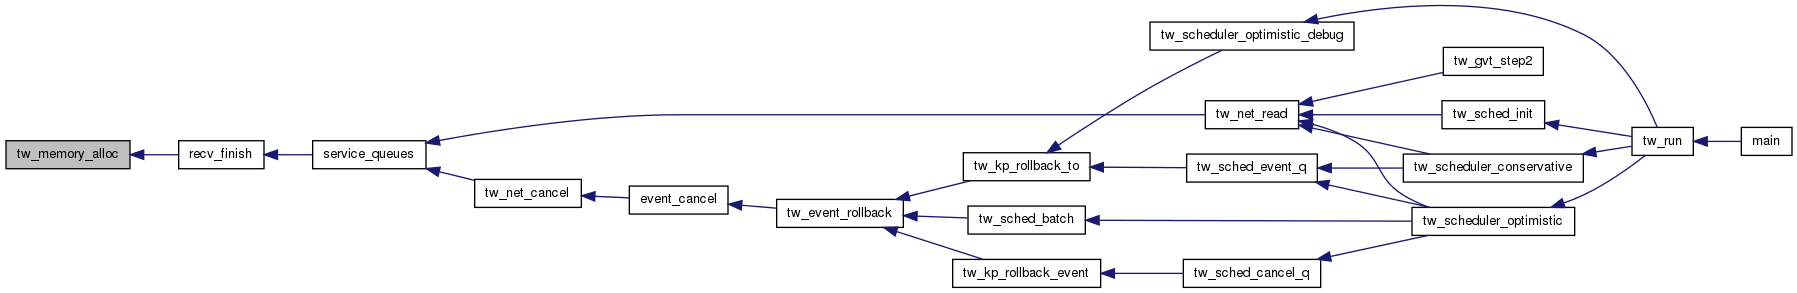 tw_memory_alloc
recv_finish
service_queues
tw_net_cancel
event_cancel
tw_event_rollback
tw_kp_rollback_to
tw_sched_batch
tw_kp_rollback_event
tw_scheduler_optimistic_debug
tw_net_read
tw_sched_event_q
tw_sched_cancel_q
tw_gvt_step2
tw_sched_init
tw_scheduler_conservative
tw_scheduler_optimistic
tw_run
main